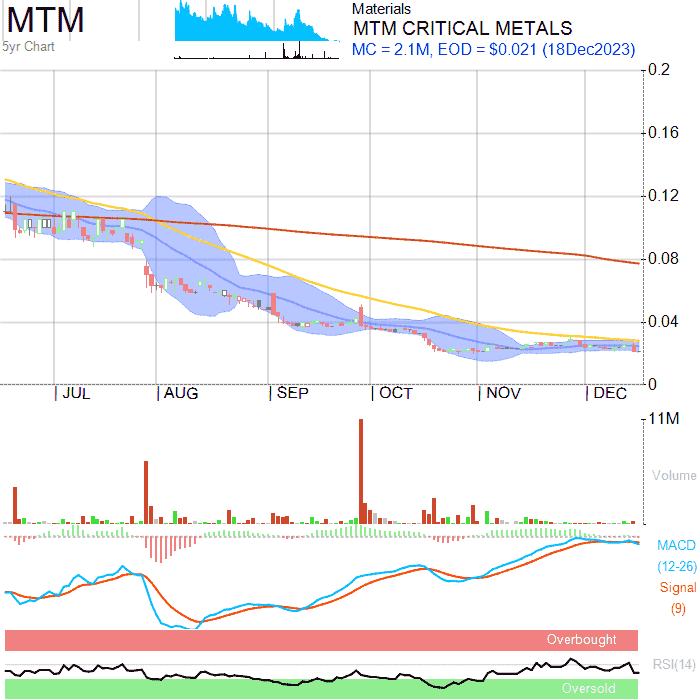 MTM
5yr Chart
Materials
MTM CRITICAL METALS
MC = 2.1M, EOD = $0.021 (18Dec2023)
0.2
0.16
0.12
0.08
0.04
0
JUL AUG SEP OCT NOV DEC
11M
Volume
MACD
(12-26)
Signal
(9)
Overbought
RSI(14)
Oversold